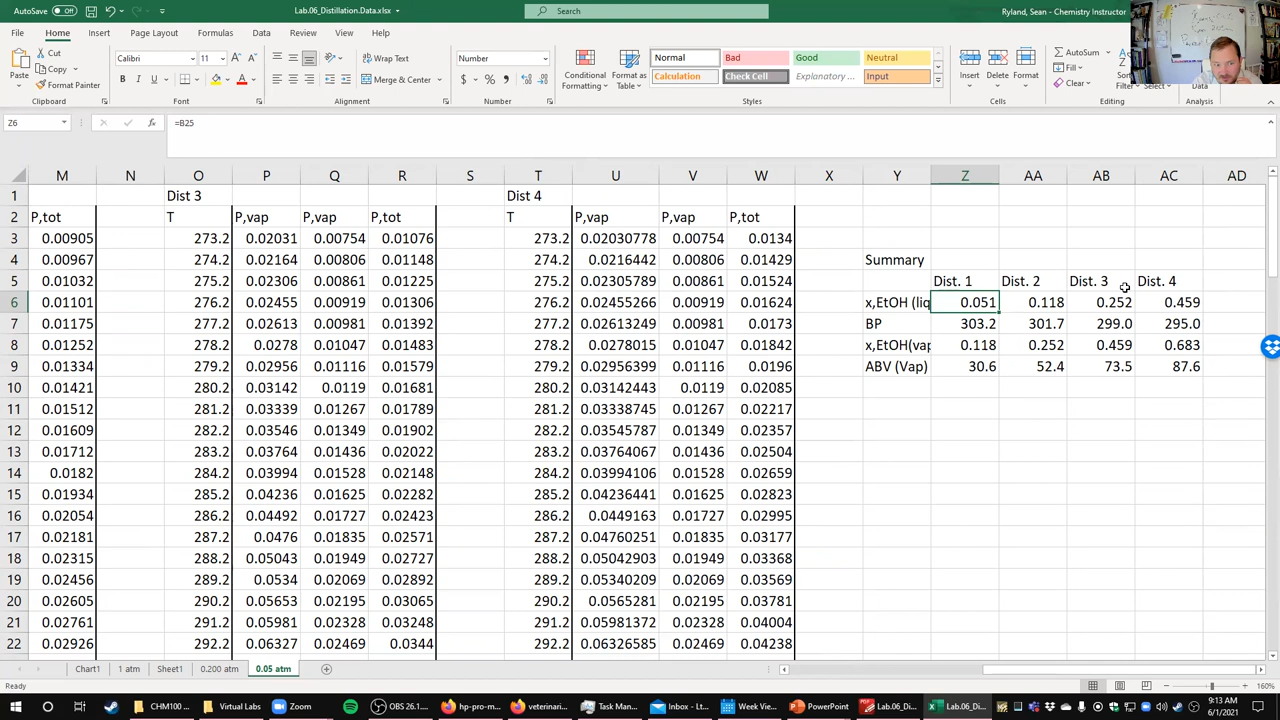 AutoSave Off Lab.06_Distillation.Data.xlsx Search Ryland, Sean - Chemistry Instructor
File Home Insert Page Layout Formulas Data Review View Help
Paste Cut Calibri 11 Wrap Text Number Conditional Format as Normal Bad Good Neutral Insert Delete Format AutoSum
Copy Formatting Table Calculation Check Cell Explanatory ... Input Fill
Format Painter B I U Merge & Center $ % Clear Filter Select Data
Clipboard Font Alignment Number Styles Cells Editing Analysis
Z6 fx =B25
M N O P Q R S T U V W X Y Z AA AB AC AD
1 Dist 3 Dist 4
2 P,tot T P,vap P,vap P,tot T P,vap P,vap P,tot
3 0.00905 273.2 0.02031 0.00754 0.01076 273.2 0.02030778 0.00754 0.0134
4 0.00967 274.2 0.02164 0.00806 0.01148 274.2 0.0216442 0.00806 0.01429 Summary
5 0.01032 275.2 0.02306 0.00861 0.01225 275.2 0.02305789 0.00861 0.01524 Dist. 1 Dist. 2 Dist. 3 Dist. 4
6 0.01101 276.2 0.02455 0.00919 0.01306 276.2 0.02455266 0.00919 0.01624 x,EtOH (liq 0.051 0.118 0.252 0.459
7 0.01175 277.2 0.02613 0.00981 0.01392 277.2 0.02613249 0.00981 0.0173 BP 303.2 301.7 299.0 295.0
8 0.01252 278.2 0.0278 0.01047 0.01483 278.2 0.0278015 0.01047 0.01842 x,EtOH(vap 0.118 0.252 0.459 0.683
9 0.01334 279.2 0.02956 0.01116 0.01579 279.2 0.02956399 0.01116 0.0196 ABV (Vap) 30.6 52.4 73.5 87.6
10 0.01421 280.2 0.03142 0.0119 0.01681 280.2 0.03142443 0.0119 0.02085
11 0.01512 281.2 0.03339 0.01267 0.01789 281.2 0.03338745 0.01267 0.02217
12 0.01609 282.2 0.03546 0.01349 0.01902 282.2 0.03545787 0.01349 0.02357
13 0.01712 283.2 0.03764 0.01436 0.02022 283.2 0.03764067 0.01436 0.02504
14 0.0182 284.2 0.03994 0.01528 0.02148 284.2 0.03994106 0.01528 0.02659
15 0.01934 285.2 0.04236 0.01625 0.02282 285.2 0.04236441 0.01625 0.02823
16 0.02054 286.2 0.04492 0.01727 0.02423 286.2 0.0449163 0.01727 0.02995
17 0.02181 287.2 0.0476 0.01835 0.02571 287.2 0.04760251 0.01835 0.03177
18 0.02315 288.2 0.05043 0.01949 0.02727 288.2 0.05042903 0.01949 0.03368
19 0.02456 289.2 0.0534 0.02069 0.02892 289.2 0.05340209 0.02069 0.03569
20 0.02605 290.2 0.05653 0.02195 0.03065 290.2 0.0565281 0.02195 0.03781
21 0.02761 291.2 0.05981 0.02328 0.03248 291.2 0.05981372 0.02328 0.04004
22 0.02926 292.2 0.06327 0.02469 0.0344 292.2 0.06326585 0.02469 0.04238
Chart1 1 atm Sheet1 0.200 atm 0.05 atm
Ready 160%
CHM100 Virtual Labs Zoom OBS 26.1... hp-pro-m... veterinari... Task Man... Inbox - Lt... Week View... PowerPoint Lab.06_Di... Lab.06_Di... 9:13 AM
6/1/2021